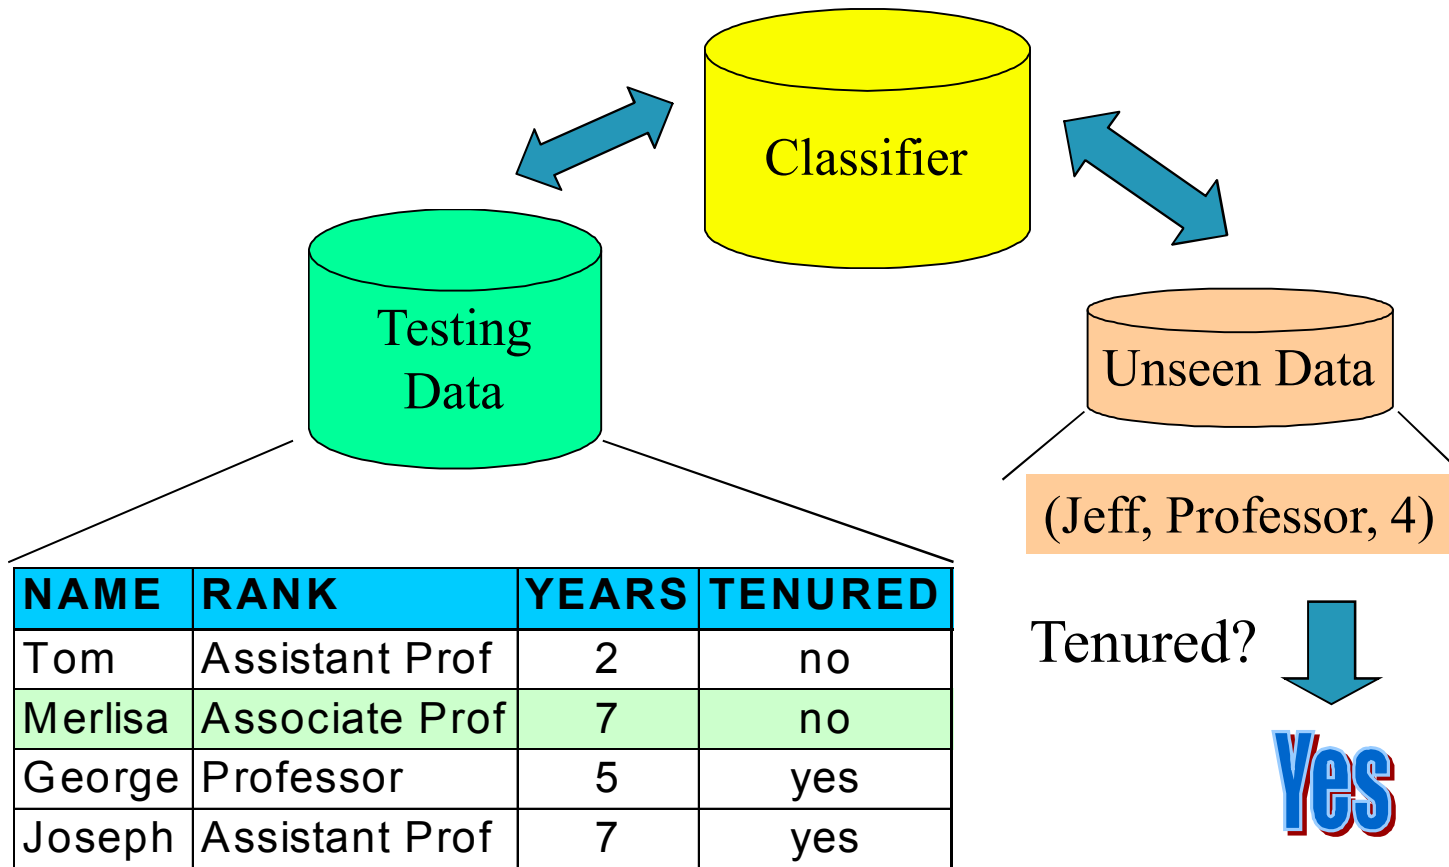 Classifier
Testing
Data
Unseen Data
(Jeff, Professor, 4)
NAME RANK YEARS TENURED
Tom Assistant Prof 2 no
Merlisa Associate Prof 7 no
George Professor 5 yes
Joseph Assistant Prof 7 yes
Tenured?
Yes